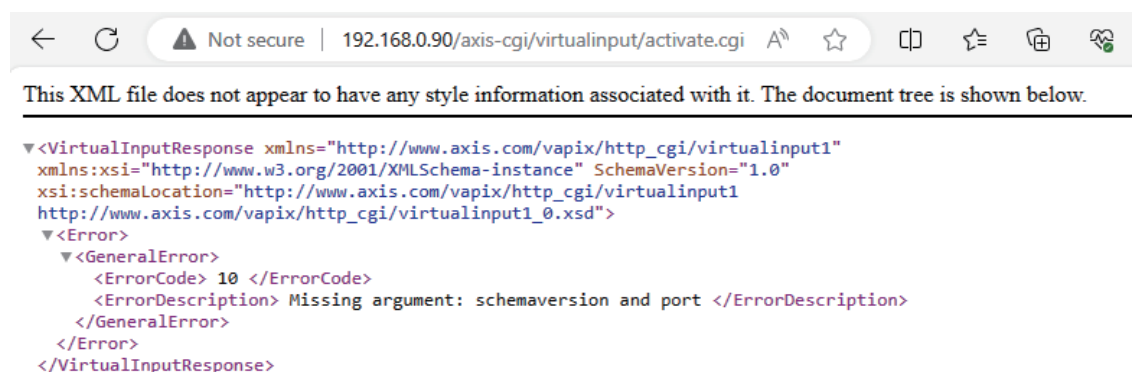 Not secure | 192.168.0.90/axis-cgi/virtualinput/activate.cgi A
This XML file does not appear to have any style information associated with it. The document tree is shown below.
▼<VirtualInputResponse xmlns="http://www.axis.com/vapix/http_cgi/virtualinput1"
xmlns:xsi="http://www.w3.org/2001/XMLSchema-instance" SchemaVersion="1.0"
xsi:schemaLocation="http://www.axis.com/vapix/http_cgi/virtualinput1
http://www.axis.com/vapix/http_cgi/virtualinput1_0.xsd">
▼<Error>
▼<GeneralError>
<ErrorCode> 10 </ErrorCode>
<ErrorDescription> Missing argument: schemaversion and port </ErrorDescription>
</GeneralError>
</Error>
</VirtualInputResponse>